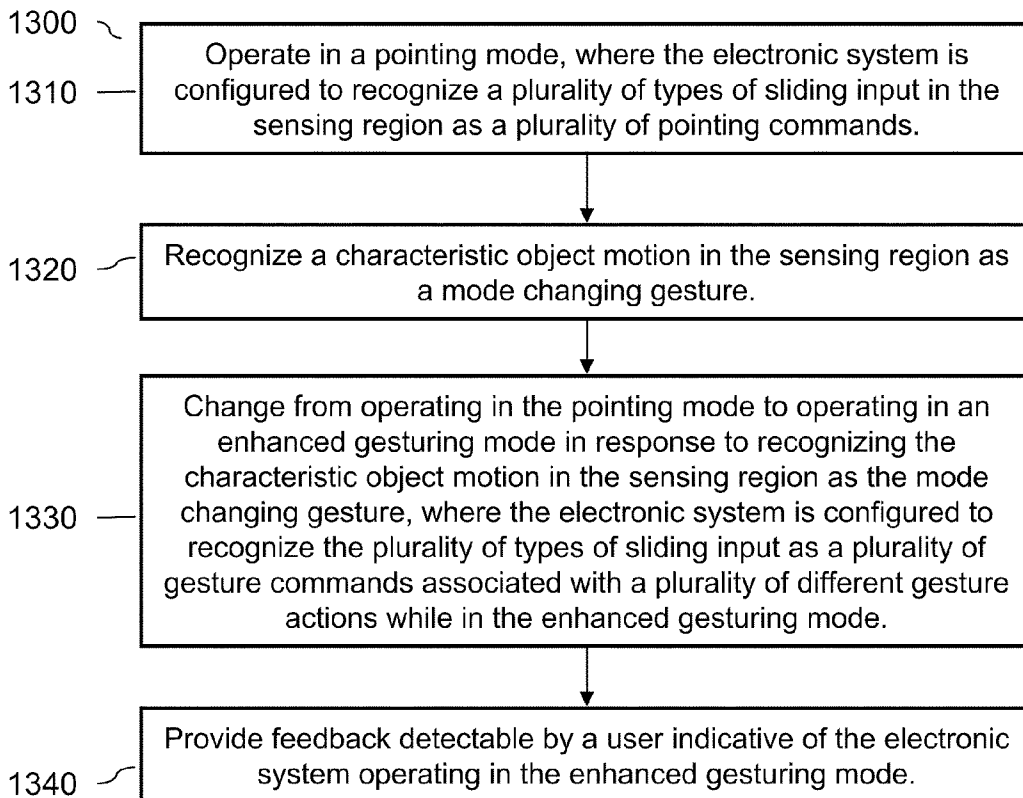 1300
1310
Operate in a pointing mode, where the electronic system is
configured to recognize a plurality of types of sliding input in the
sensing region as a plurality of pointing commands.
1320
Recognize a characteristic object motion in the sensing region as
a mode changing gesture.
1330
Change from operating in the pointing mode to operating in an
enhanced gesturing mode in response to recognizing the
characteristic object motion in the sensing region as the mode
changing gesture, where the electronic system is configured to
recognize the plurality of types of sliding input as a plurality of
gesture commands associated with a plurality of different gesture
actions while in the enhanced gesturing mode.
1340
Provide feedback detectable by a user indicative of the electronic
system operating in the enhanced gesturing mode.